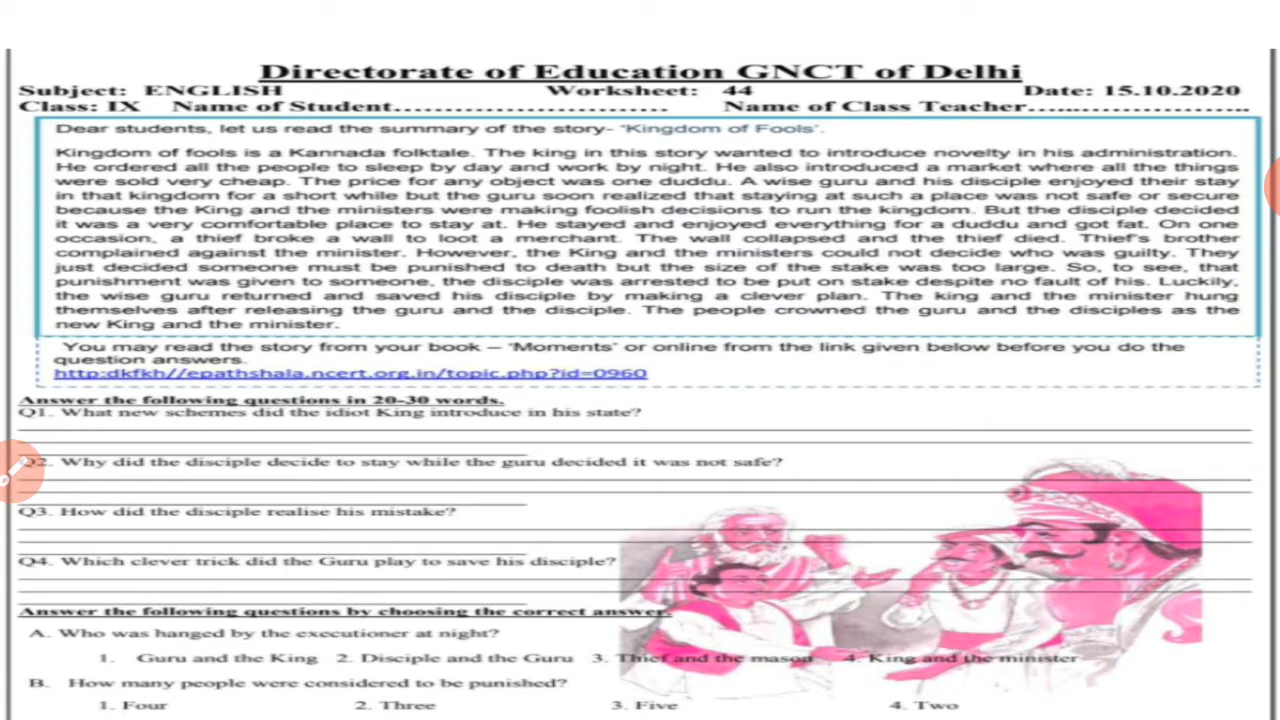 Directorate of Education GNCT of Delhi
Subject: ENGLISH Worksheet: 44 Date: 15.10.2020
Class: IX Name of Student………………………… Name of Class Teacher…...……………..
Dear students, let us read the summary of the story- 'Kingdom of Fools'.
Kingdom of fools is a Kannada folktale. The king in this story wanted to introduce novelty in his administration.
He ordered all the people to sleep by day and work by night. He also introduced a market where all the things
were sold very cheap. The price for any object was one duddu. A wise guru and his disciple enjoyed their stay
in that kingdom for a short while but the guru soon realized that staying at such a place was not safe or secure
because the King and the ministers were making foolish decisions to run the kingdom. But the disciple decided
it was a very comfortable place to stay at. He stayed and enjoyed everything for a duddu and got fat. On one
occasion, a thief broke a wall to loot a merchant. The wall collapsed and the thief died. Thief's brother
complained against the minister. However, the King and the ministers could not decide who was guilty. They
just decided someone must be punished to death but the size of the stake was too large. So, to see, that
punishment was given to someone, the disciple was arrested to be put on stake despite no fault of his. Luckily,
the wise guru returned and saved his disciple by making a clever plan. The king and the minister hung
themselves after releasing the guru and the disciple. The people crowned the guru and the disciples as the
new King and the minister.
You may read the story from your book – 'Moments' or online from the link given below before you do the
question answers.
http:dkfkh//epathshala.ncert.org.in/topic.php?id=0960
Answer the following questions in 20-30 words.
Q1. What new schemes did the idiot King introduce in his state?
Q2. Why did the disciple decide to stay while the guru decided it was not safe?
Q3. How did the disciple realise his mistake?
Q4. Which clever trick did the Guru play to save his disciple?
Answer the following questions by choosing the correct answer.
A. Who was hanged by the executioner at night?
1. Guru and the King 2. Disciple and the Guru 3. Thief and the mason 4. King and the minister
B. How many people were considered to be punished?
1. Four 2. Three 3. Five 4. Two